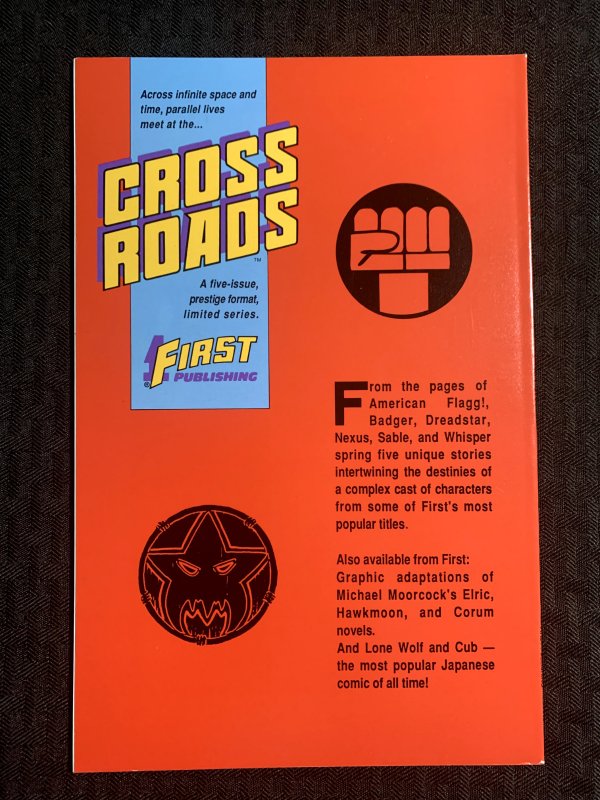 Across infinite space and
time, parallel lives
meet at the...
CROSS
ROADS
™
A five-issue,
prestige format,
limited series.
FIRST
® PUBLISHING
From the pages of
American Flagg!,
Badger, Dreadstar,
Nexus, Sable, and Whisper
spring five unique stories
intertwining the destinies of
a complex cast of characters
from some of First's most
popular titles.
Also available from First:
Graphic adaptations of
Michael Moorcock's Elric,
Hawkmoon, and Corum
novels.
And Lone Wolf and Cub —
the most popular Japanese
comic of all time!